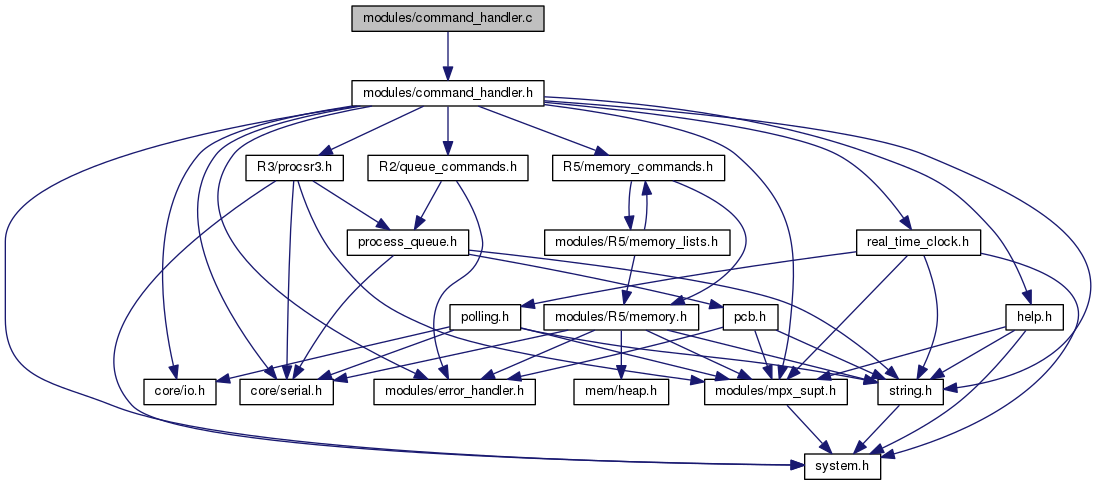 modules/command_handler.c
modules/command_handler.h
R3/procsr3.h
R2/queue_commands.h
R5/memory_commands.h
process_queue.h
modules/R5/memory_lists.h
real_time_clock.h
polling.h
modules/R5/memory.h
pcb.h
help.h
core/io.h
core/serial.h
modules/error_handler.h
mem/heap.h
modules/mpx_supt.h
string.h
system.h